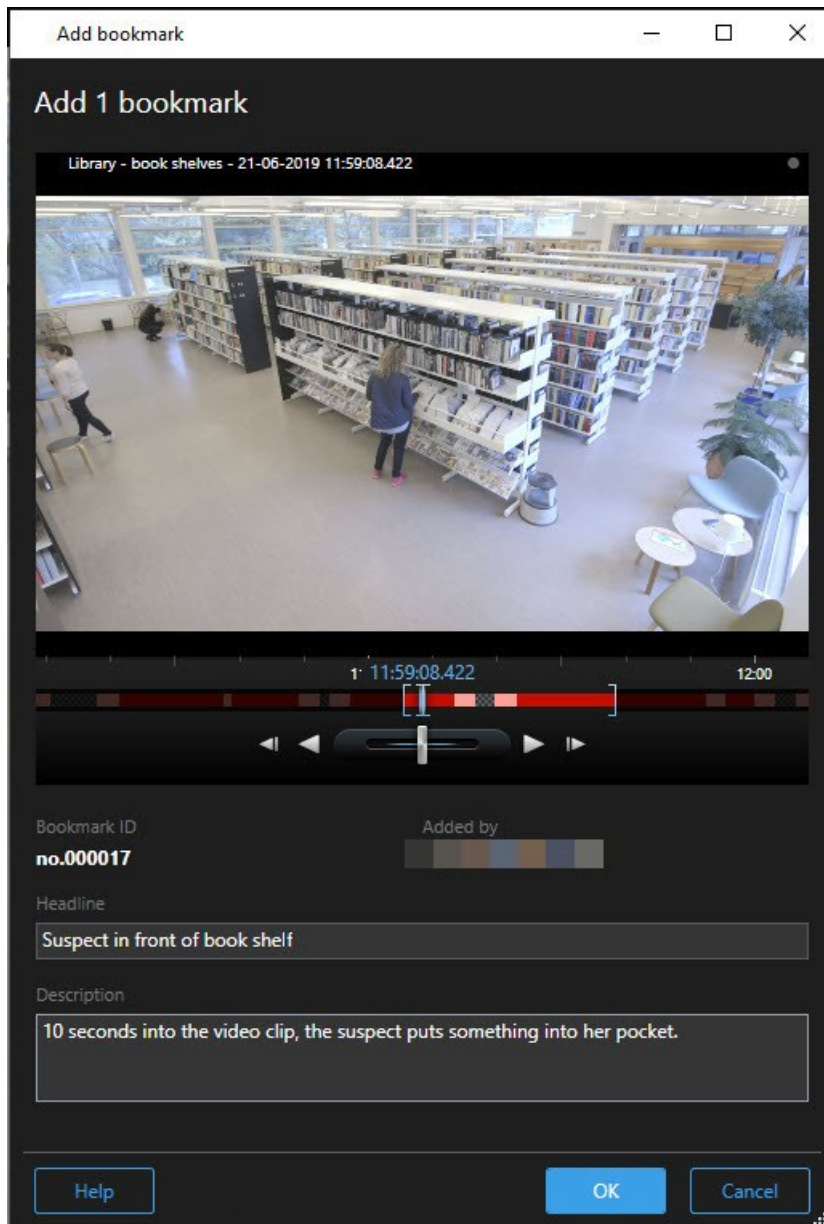 Add bookmark
Add 1 bookmark
Library - book shelves - 21-06-2019 11:59:08.422
11:59:08.422
12:00
Bookmark ID
Added by
no.000017
Headline
Suspect in front of book shelf
Description
10 seconds into the video clip, the suspect puts something into her pocket.
Help
OK
Cancel